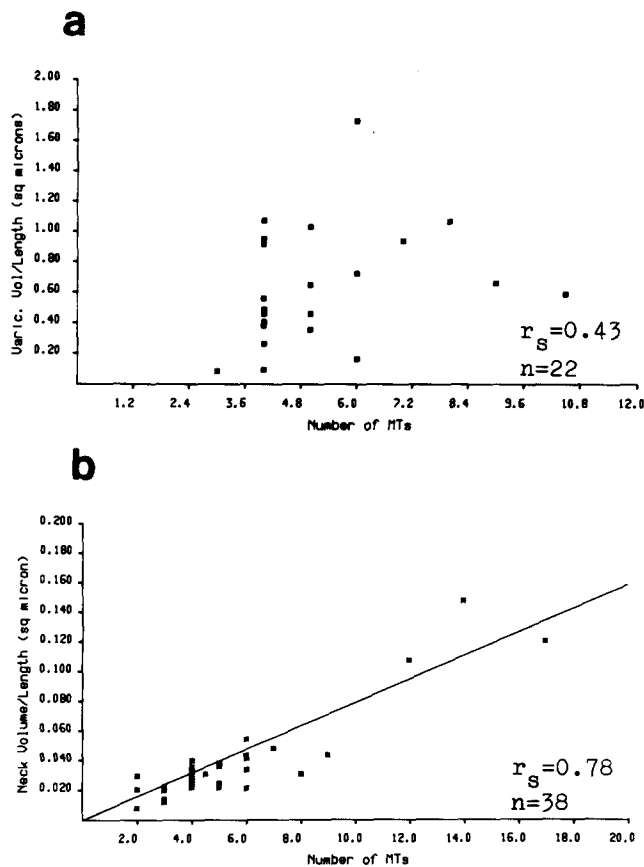 a
2.00
1.80
1.60
1.40
1.20
1.00
0.80
0.60
0.40
0.20
Varic. Vol/Length (sq microns)
rs=0.43
n=22
1.2 2.4 3.6 4.8 6.0 7.2 8.4 9.6 10.8 12.0
Number of MTs
b
0.200
0.180
0.160
0.140
0.120
0.100
0.080
0.060
0.040
0.020
Neck Volume/Length (sq micron)
rs=0.78
n=38
2.0 4.0 6.0 8.0 10.0 12.0 14.0 16.0 18.0 20.0
Number of MTs